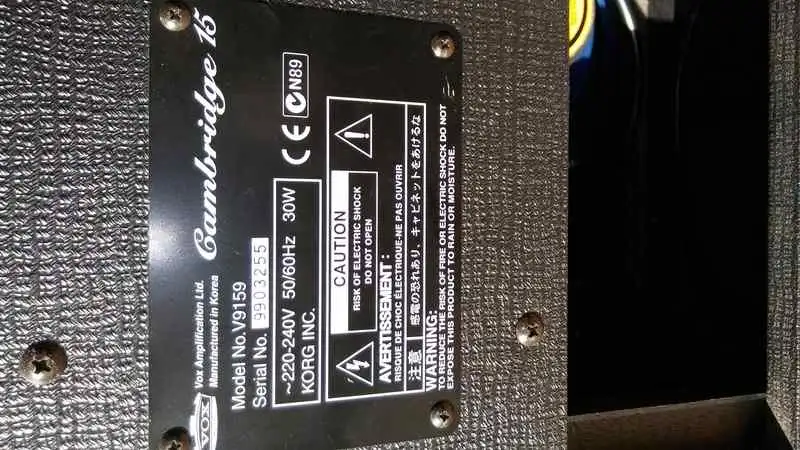 VOX
Vox Amplification Ltd.
Manufactured in Korea
Cambridge 15
Model No.V9159
Serial No. 9903255
~220-240V 50/60Hz 30W
KORG INC.
CE N89
CAUTION
RISK OF ELECTRIC SHOCK
DO NOT OPEN
AVERTISSEMENT :
RISQUE DE CHOC ÉLECTRIQUE-NE PAS OUVRIR
注意 感電の恐れあり、キャビネットをあけるな
WARNING:
TO REDUCE THE RISK OF FIRE OR ELECTRIC SHOCK DO NOT
EXPOSE THIS PRODUCT TO RAIN OR MOISTURE.